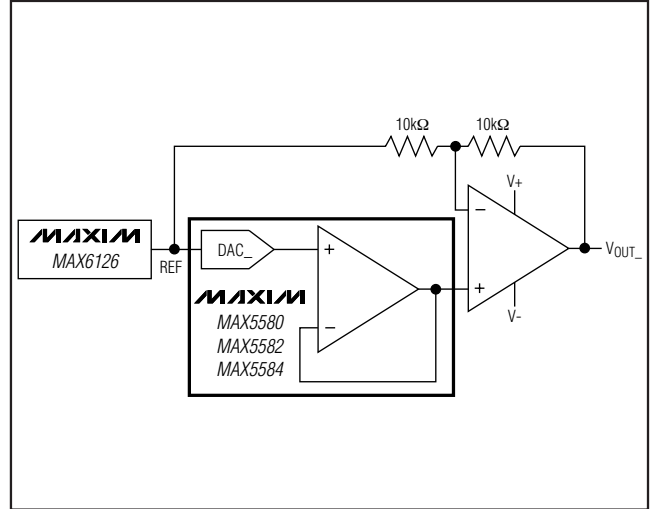 10kΩ 10kΩ
V+
MAXIM
MAX6126
REF
DAC_
+
−
−
+
VOUT_
V-
MAXIM
MAX5580
MAX5582
MAX5584